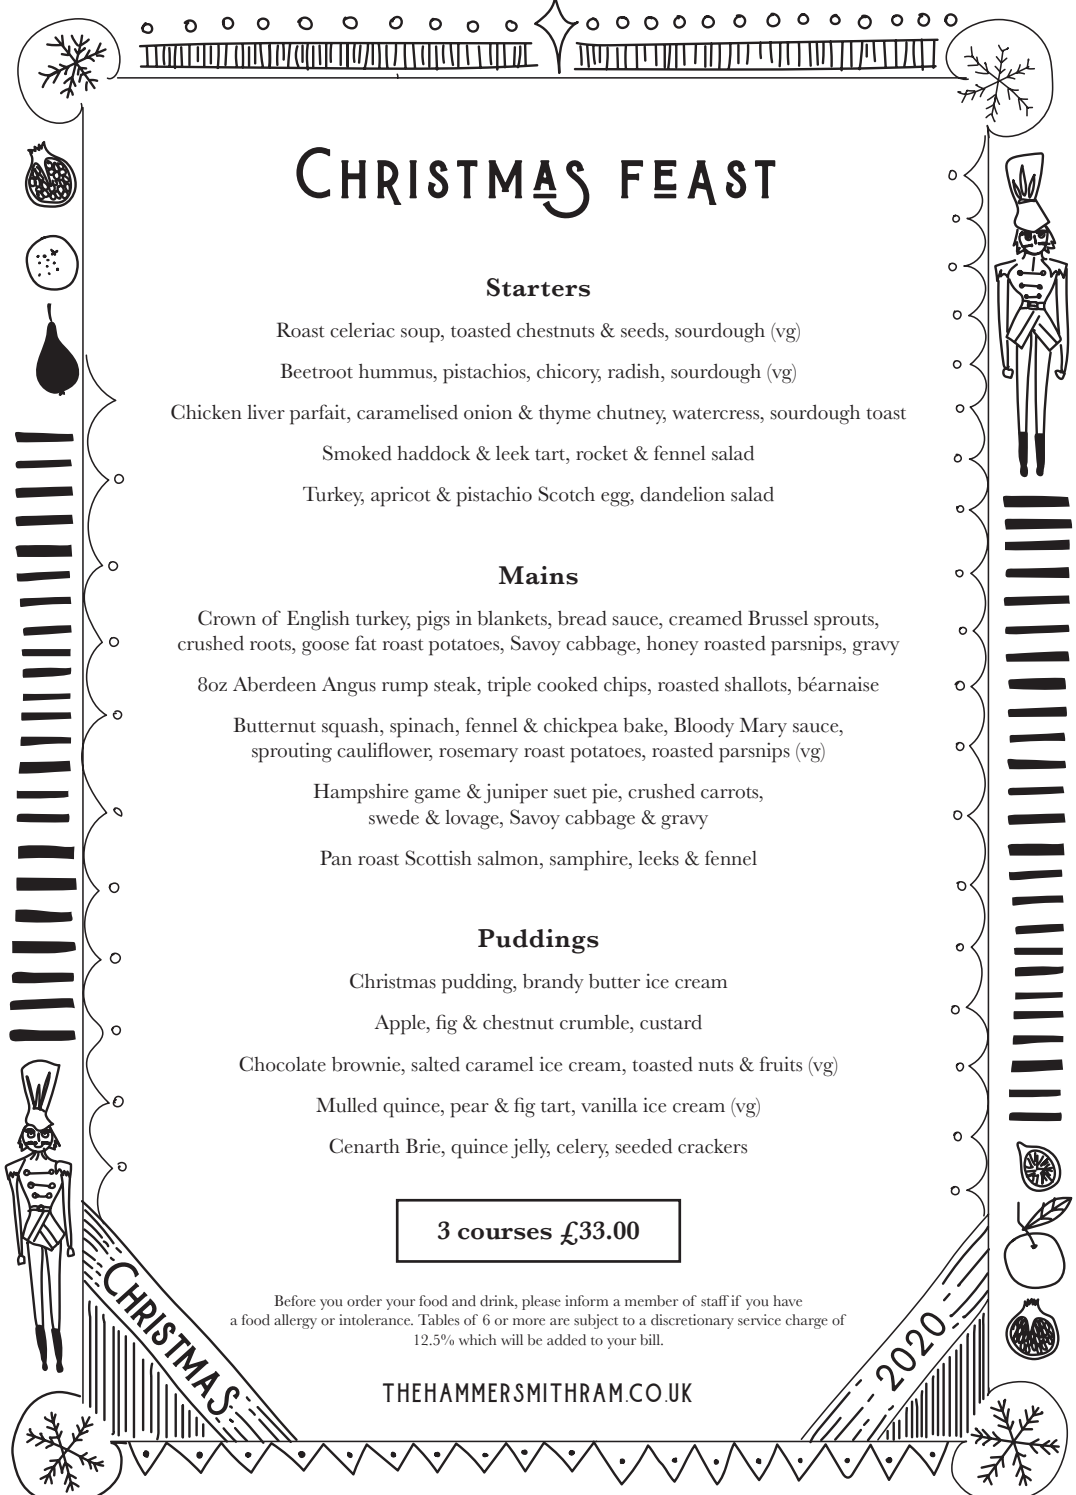 Christmas feast
Starters
Roast celeriac soup, toasted chestnuts & seeds, sourdough (vg)
Beetroot hummus, pistachios, chicory, radish, sourdough (vg)
Chicken liver parfait, caramelised onion & thyme chutney, watercress, sourdough toast
Smoked haddock & leek tart, rocket & fennel salad
Turkey, apricot & pistachio Scotch egg, dandelion salad
Mains
Crown of English turkey, pigs in blankets, bread sauce, creamed Brussel sprouts,
crushed roots, goose fat roast potatoes, Savoy cabbage, honey roasted parsnips, gravy
8oz Aberdeen Angus rump steak, triple cooked chips, roasted shallots, béarnaise
Butternut squash, spinach, fennel & chickpea bake, Bloody Mary sauce,
sprouting cauliflower, rosemary roast potatoes, roasted parsnips (vg)
Hampshire game & juniper suet pie, crushed carrots,
swede & lovage, Savoy cabbage & gravy
Pan roast Scottish salmon, samphire, leeks & fennel
Puddings
Christmas pudding, brandy butter ice cream
Apple, fig & chestnut crumble, custard
Chocolate brownie, salted caramel ice cream, toasted nuts & fruits (vg)
Mulled quince, pear & fig tart, vanilla ice cream (vg)
Cenarth Brie, quince jelly, celery, seeded crackers
3 courses £33.00
Before you order your food and drink, please inform a member of staff if you have
a food allergy or intolerance. Tables of 6 or more are subject to a discretionary service charge of
12.5% which will be added to your bill.
THEHAMMERSMITHRAM.CO.UK
CHRISTMAS
2020